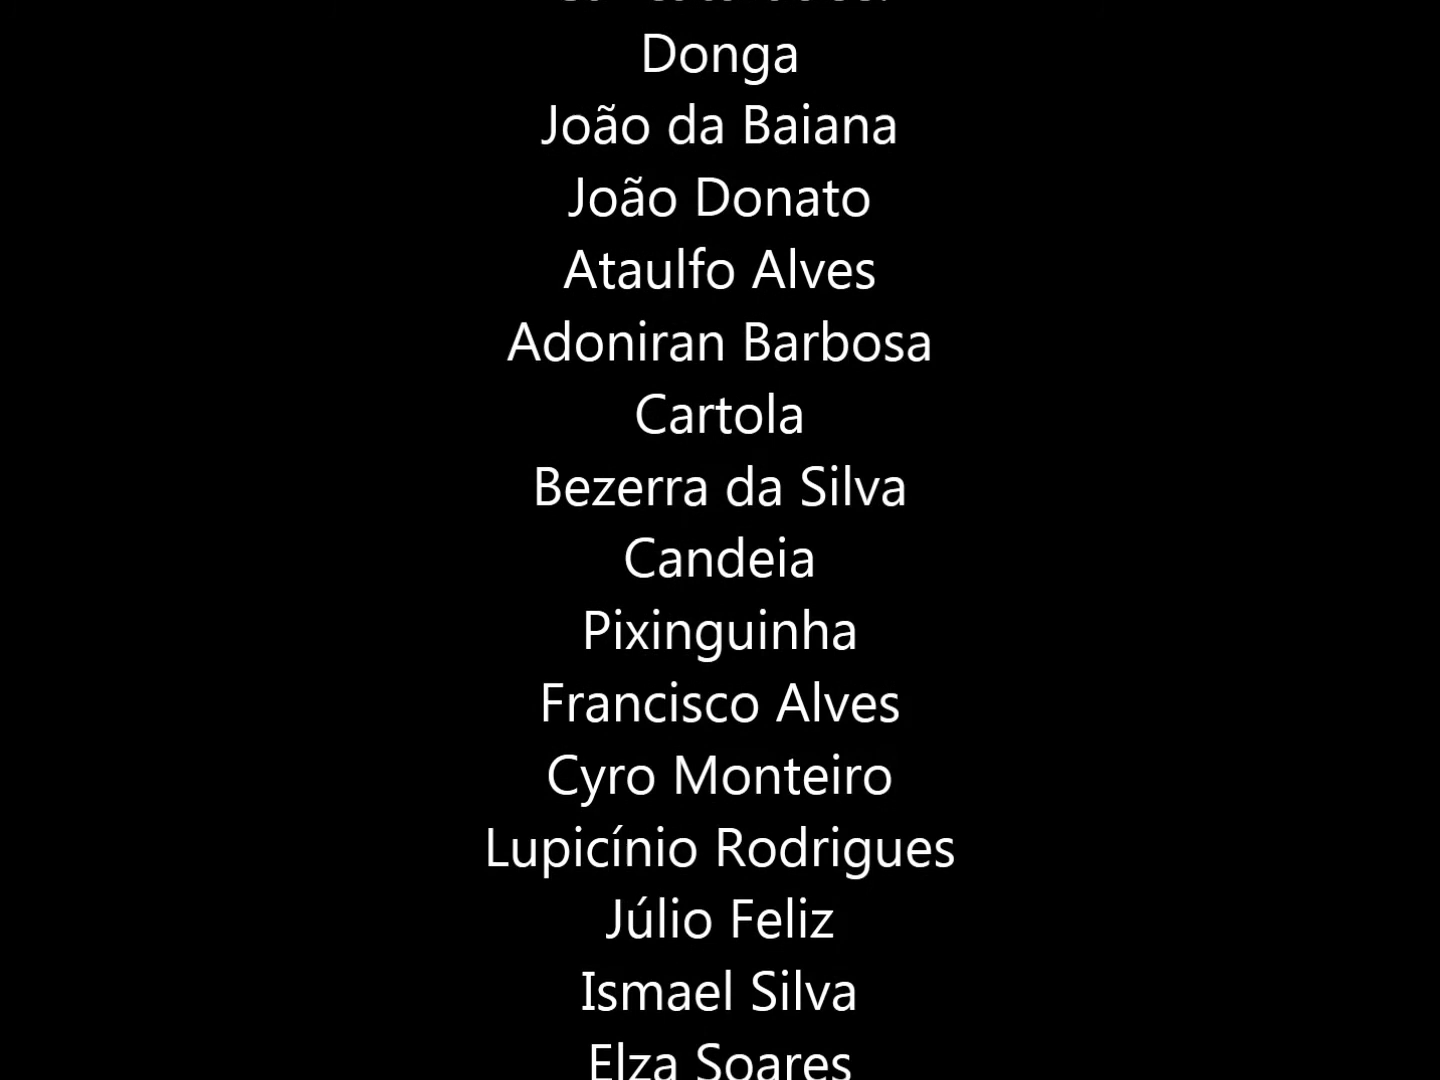 Donga
João da Baiana
João Donato
Ataulfo Alves
Adoniran Barbosa
Cartola
Bezerra da Silva
Candeia
Pixinguinha
Francisco Alves
Cyro Monteiro
Lupicínio Rodrigues
Júlio Feliz
Ismael Silva
Elza Soares